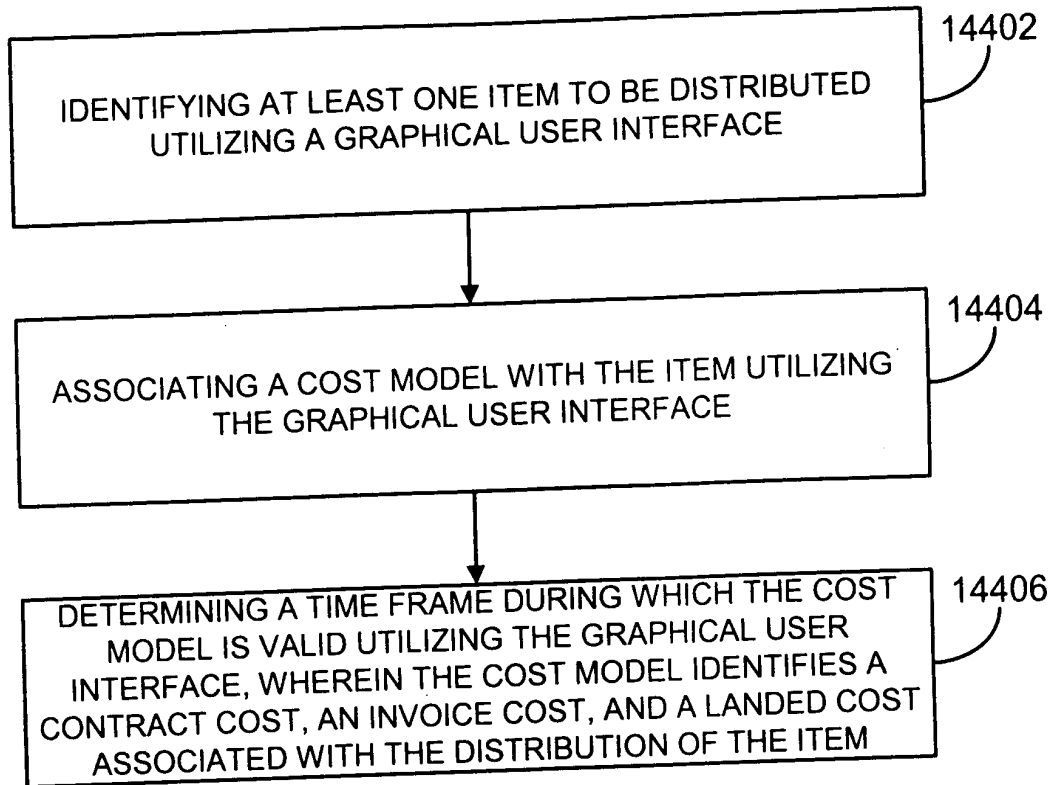 14402
IDENTIFYING AT LEAST ONE ITEM TO BE DISTRIBUTED
UTILIZING A GRAPHICAL USER INTERFACE
14404
ASSOCIATING A COST MODEL WITH THE ITEM UTILIZING
THE GRAPHICAL USER INTERFACE
14406
DETERMINING A TIME FRAME DURING WHICH THE COST
MODEL IS VALID UTILIZING THE GRAPHICAL USER
INTERFACE, WHEREIN THE COST MODEL IDENTIFIES A
CONTRACT COST, AN INVOICE COST, AND A LANDED COST
ASSOCIATED WITH THE DISTRIBUTION OF THE ITEM